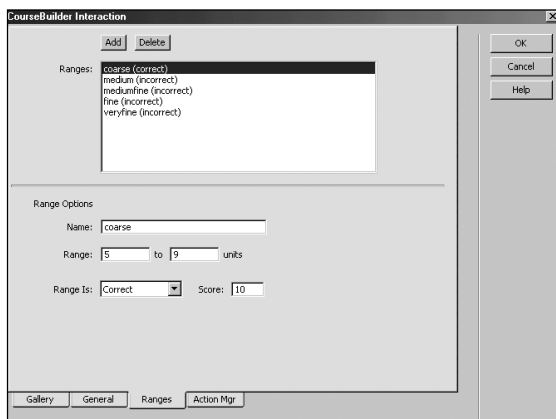 CourseBuilder Interaction
Add Delete
OK
Cancel
Help
Ranges:
coarse (correct)
medium (incorrect)
mediumfine (incorrect)
fine (incorrect)
veryfine (incorrect)
Range Options
Name: coarse
Range: 5 to 9 units
Range Is: Correct Score: 10
Gallery General Ranges Action Mgr